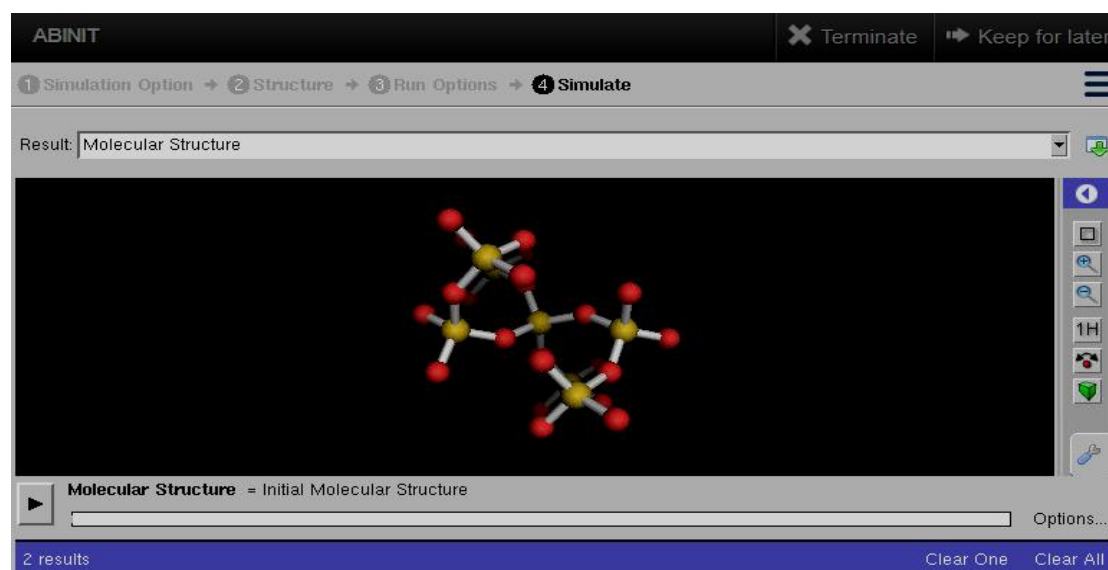 ABINIT Terminate Keep for later
1 Simulation Option → 2 Structure → 3 Run Options → 4 Simulate
Result: Molecular Structure
1H
Molecular Structure = Initial Molecular Structure
Options...
2 results Clear One Clear All